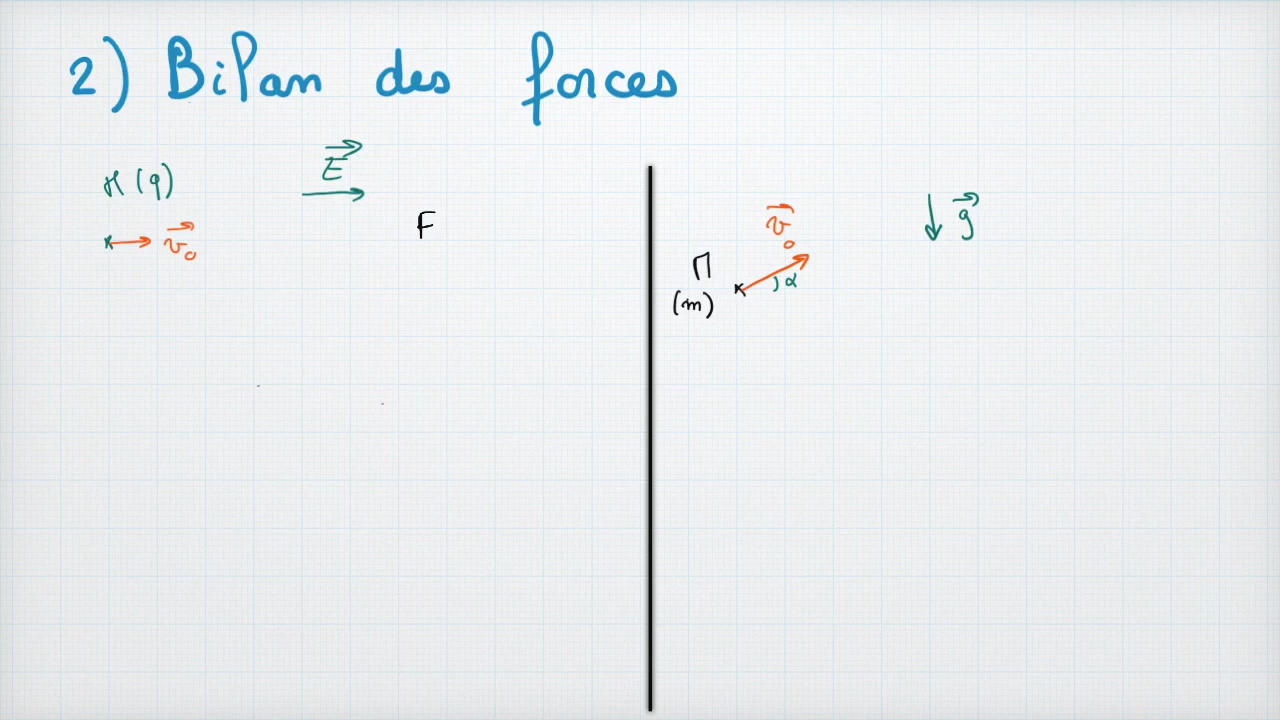 2) Bilan des forces
M (q)
E
v₀
F
v₀
g
M
α
(m)